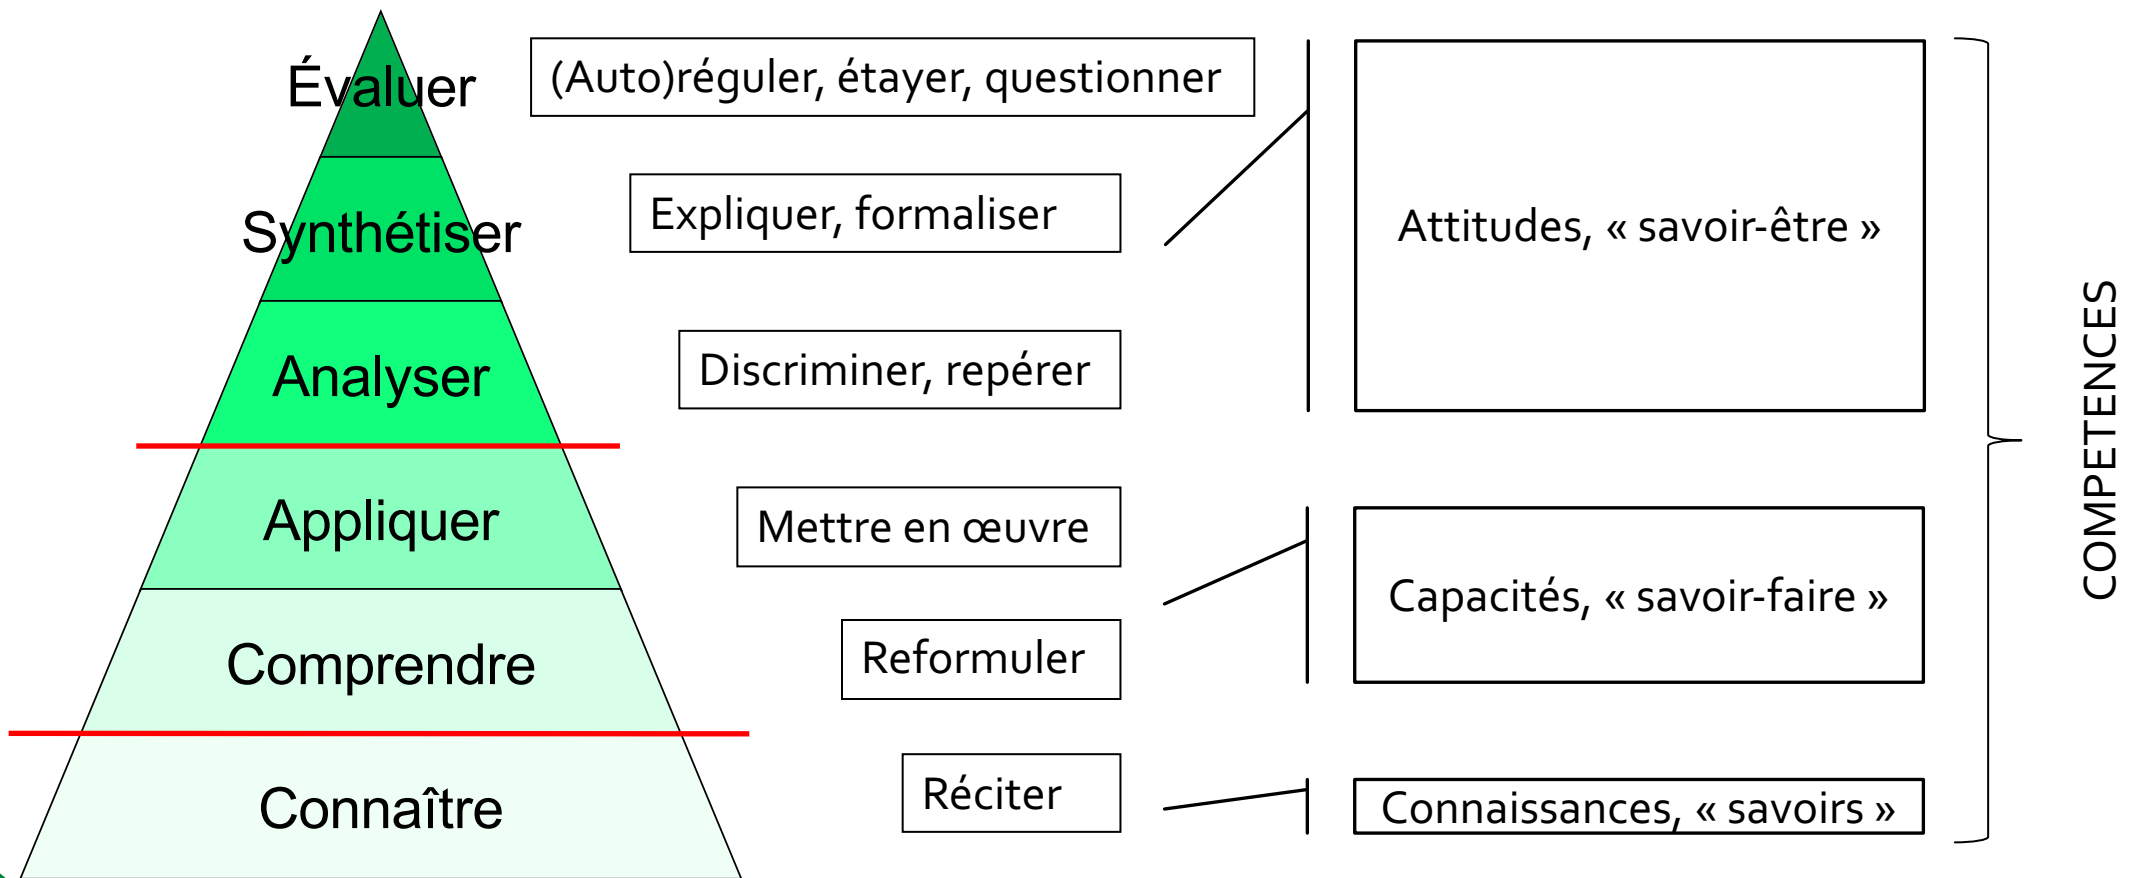 Évaluer
(Auto)réguler, étayer, questionner
Synthétiser
Expliquer, formaliser
Attitudes, « savoir-être »
Analyser
Discriminer, repérer
Appliquer
Mettre en œuvre
Capacités, « savoir-faire »
Comprendre
Reformuler
Connaître
Réciter
Connaissances, « savoirs »
COMPETENCES